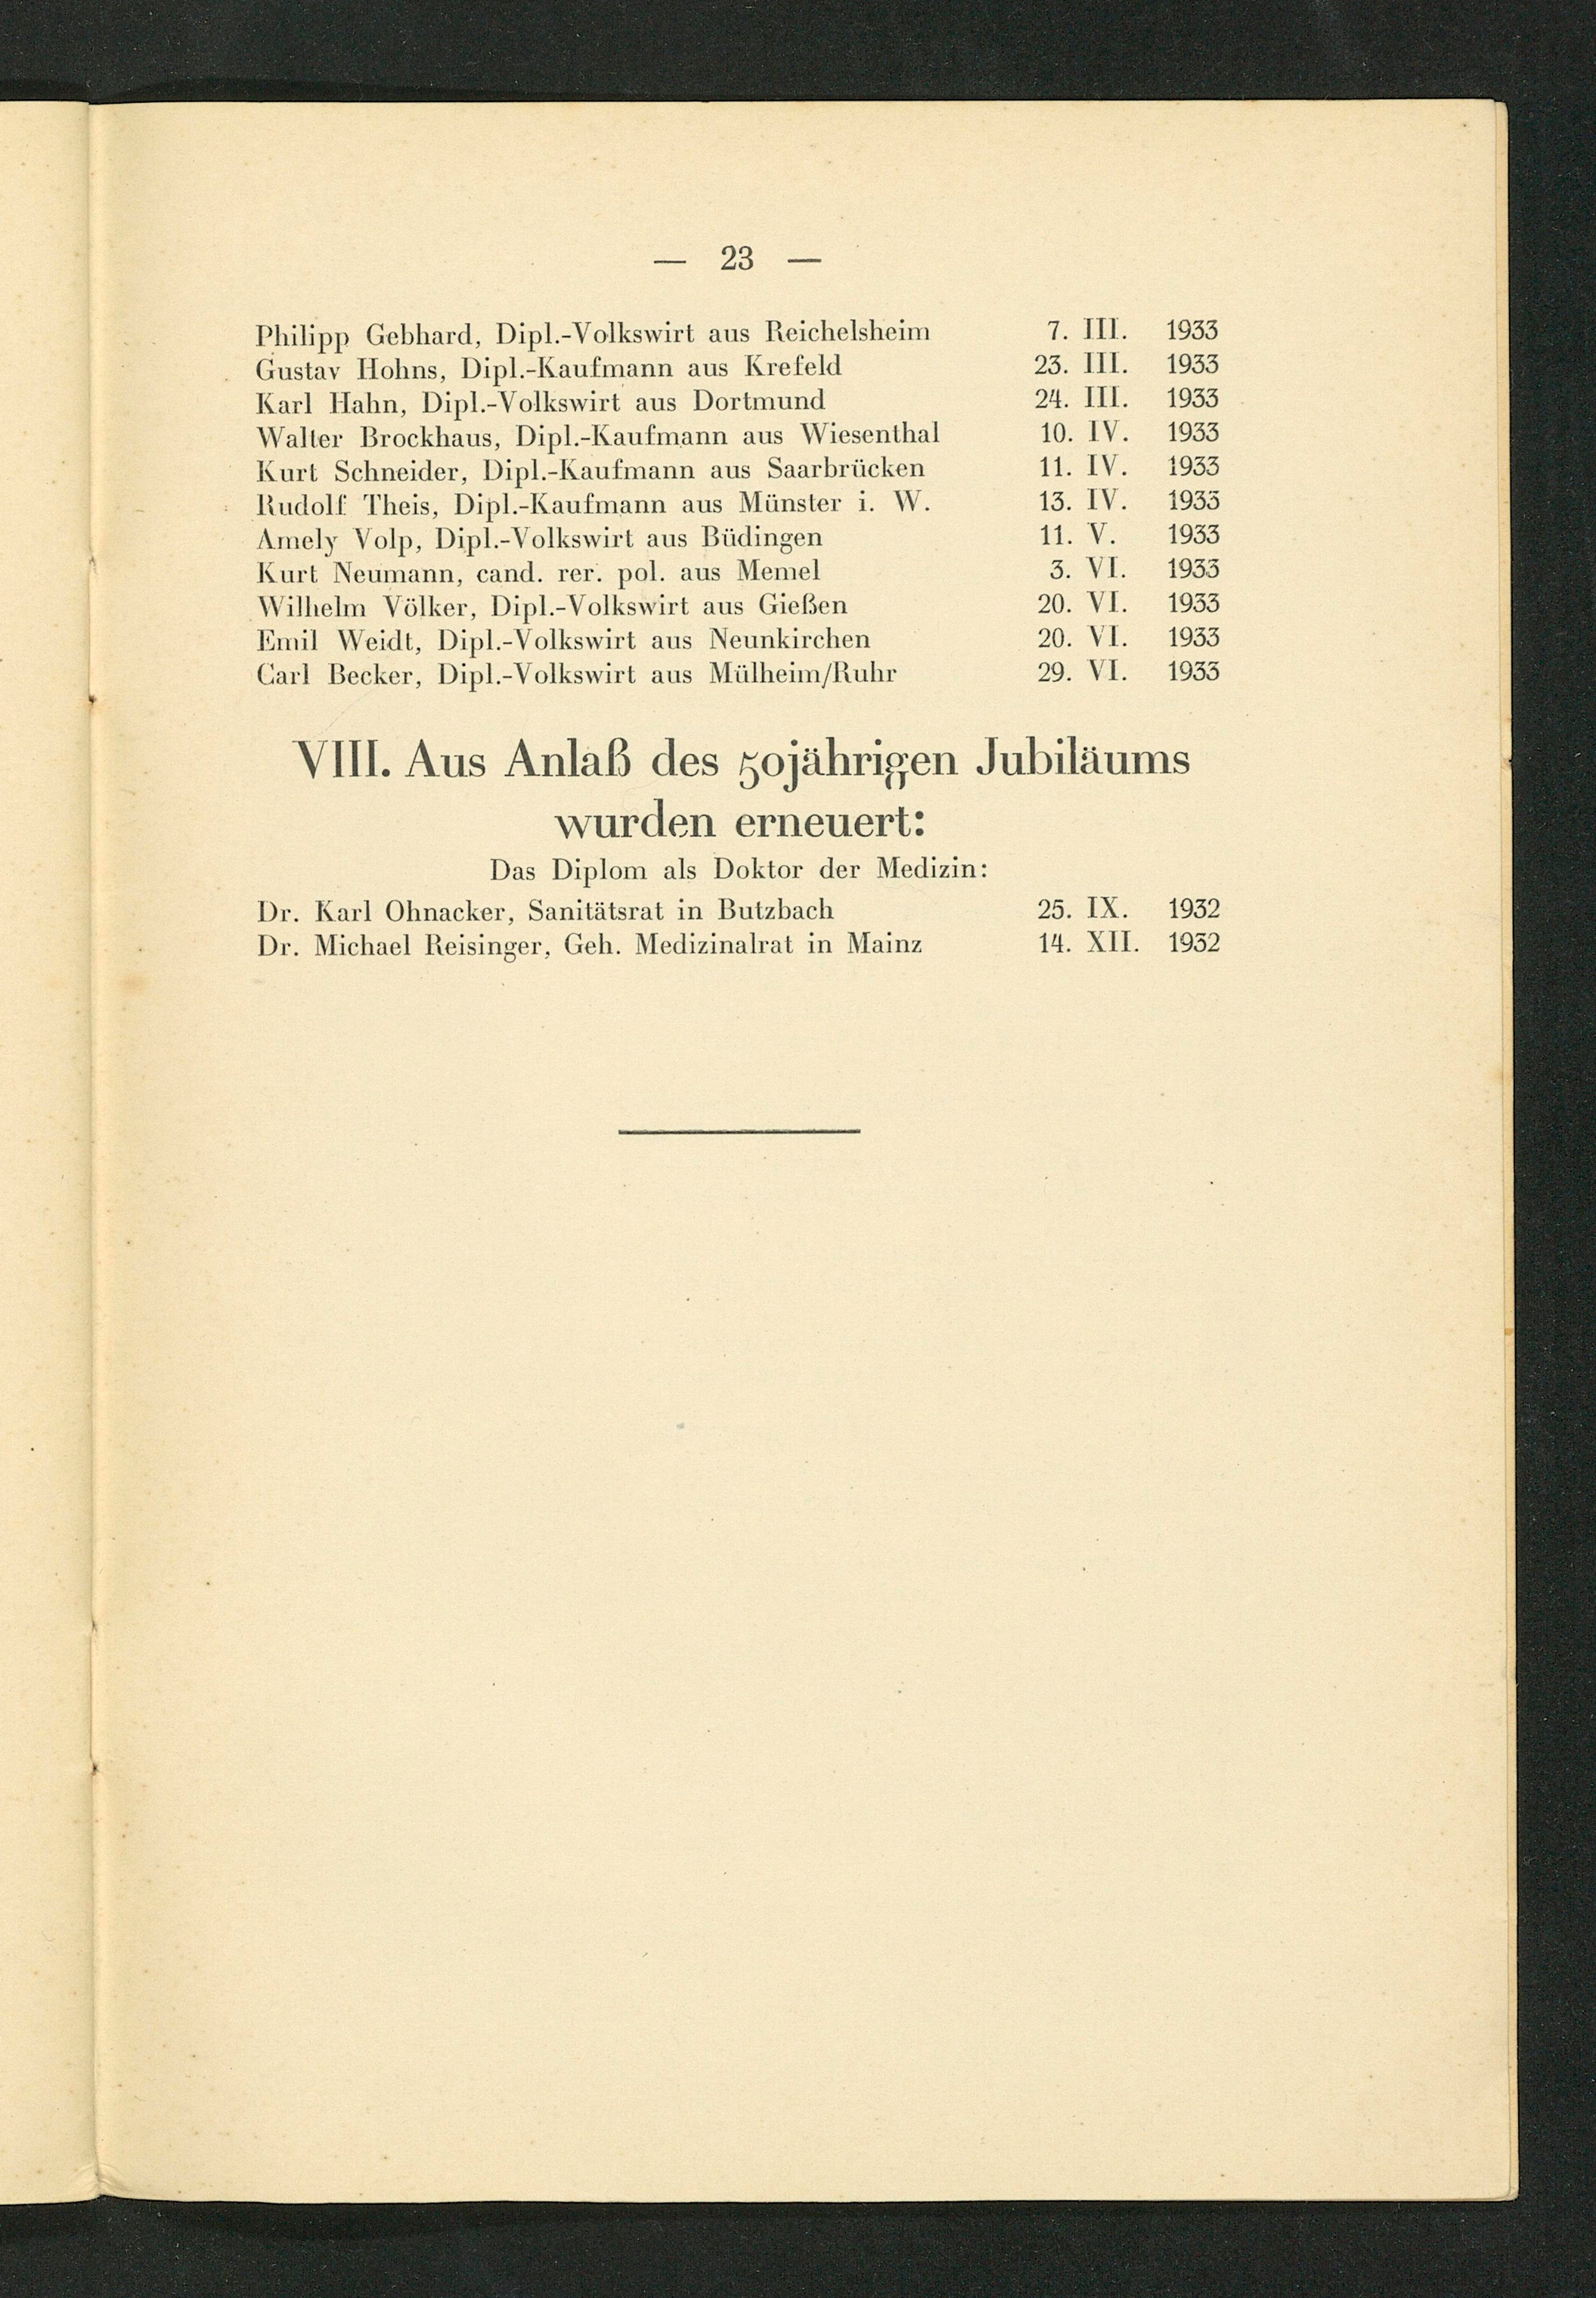 — 23 —
Philipp Gebhard, Dipl.-Volkswirt aus Reichelsheim 7. III. 1933
Gustav Hohns, Dipl.-Kaufmann aus Krefeld 23. III. 1933
Karl Hahn, Dipl.-Volkswirt aus Dortmund 24. III. 1933
Walter Brockhaus, Dipl.-Kaufmann aus Wiesenthal 10. IV. 1933
Kurt Schneider, Dipl.-Kaufmann aus Saarbrücken 11. IV. 1933
Rudolf Theis, Dipl.-Kaufmann aus Münster i. W. 13. IV. 1933
Amely Volp, Dipl.-Volkswirt aus Büdingen 11. V. 1933
Kurt Neumann, cand. rer. pol. aus Memel 3. VI. 1933
Wilhelm Völker, Dipl.-Volkswirt aus Gießen 20. VI. 1933
Emil Weidt, Dipl.-Volkswirt aus Neunkirchen 20. VI. 1933
Carl Becker, Dipl.-Volkswirt aus Mülheim/Ruhr 29. VI. 1933
VIII. Aus Anlaß des 50jährigen Jubiläums
wurden erneuert:
Das Diplom als Doktor der Medizin:
Dr. Karl Ohnacker, Sanitätsrat in Butzbach 25. IX. 1932
Dr. Michael Reisinger, Geh. Medizinalrat in Mainz 14. XII. 1932